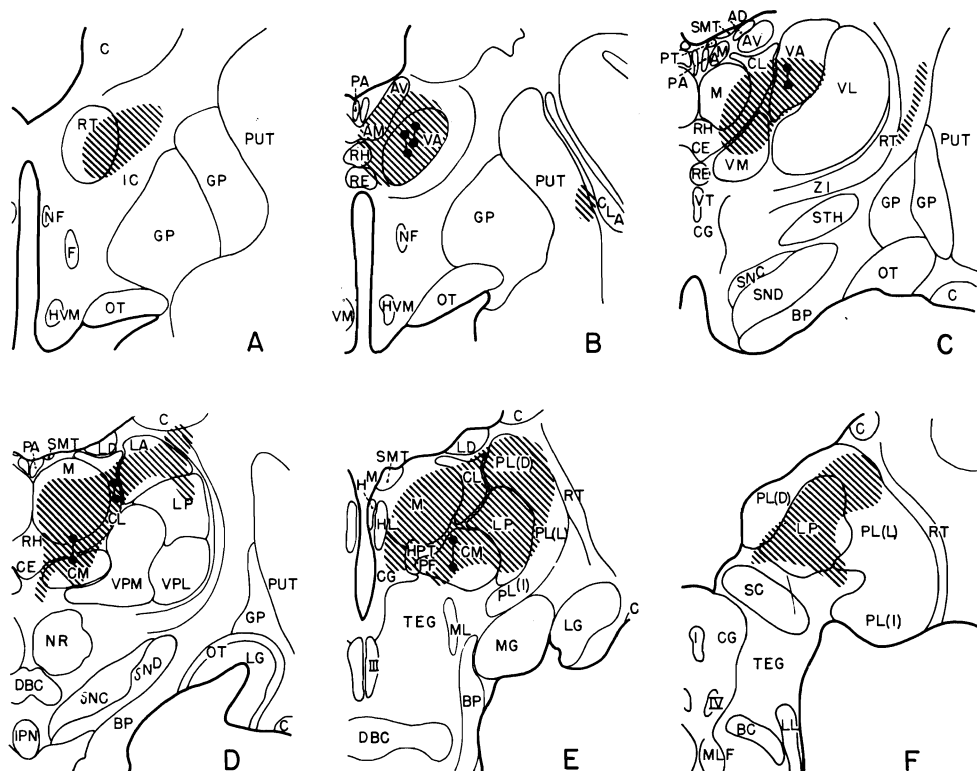 C
RT
IC
PUT
GP
GP
NF
F
HVM
OT
A
PA
AV
AM
VA
RH
RE
PUT
CLA
GP
NF
VM
HVM
OT
B
SMT
AD
AV
PT
AM
PA
CL
VA
M
VL
RH
CE
RE
VM
RT
VT
ZI
CG
STH
GP
GP
SNC
SND
OT
BP
C
C
C
PA
SMT
LD
LA
M
LP
CL
RH
CE
CM
VPM
VPL
PUT
NR
GP
OT
LG
SND
SNC
DBC
BP
IPN
C
D
C
LD
SMT
HM
PL(D)
CL
M
RT
HL
LP
PL(L)
HPT
PF
CM
CG
PL(I)
TEG
ML
LG
C
MG
III
BP
DBC
E
C
PL(D)
LP
PL(L)
RT
SC
PL(I)
CG
TEG
IV
BC
LL
MLF
F